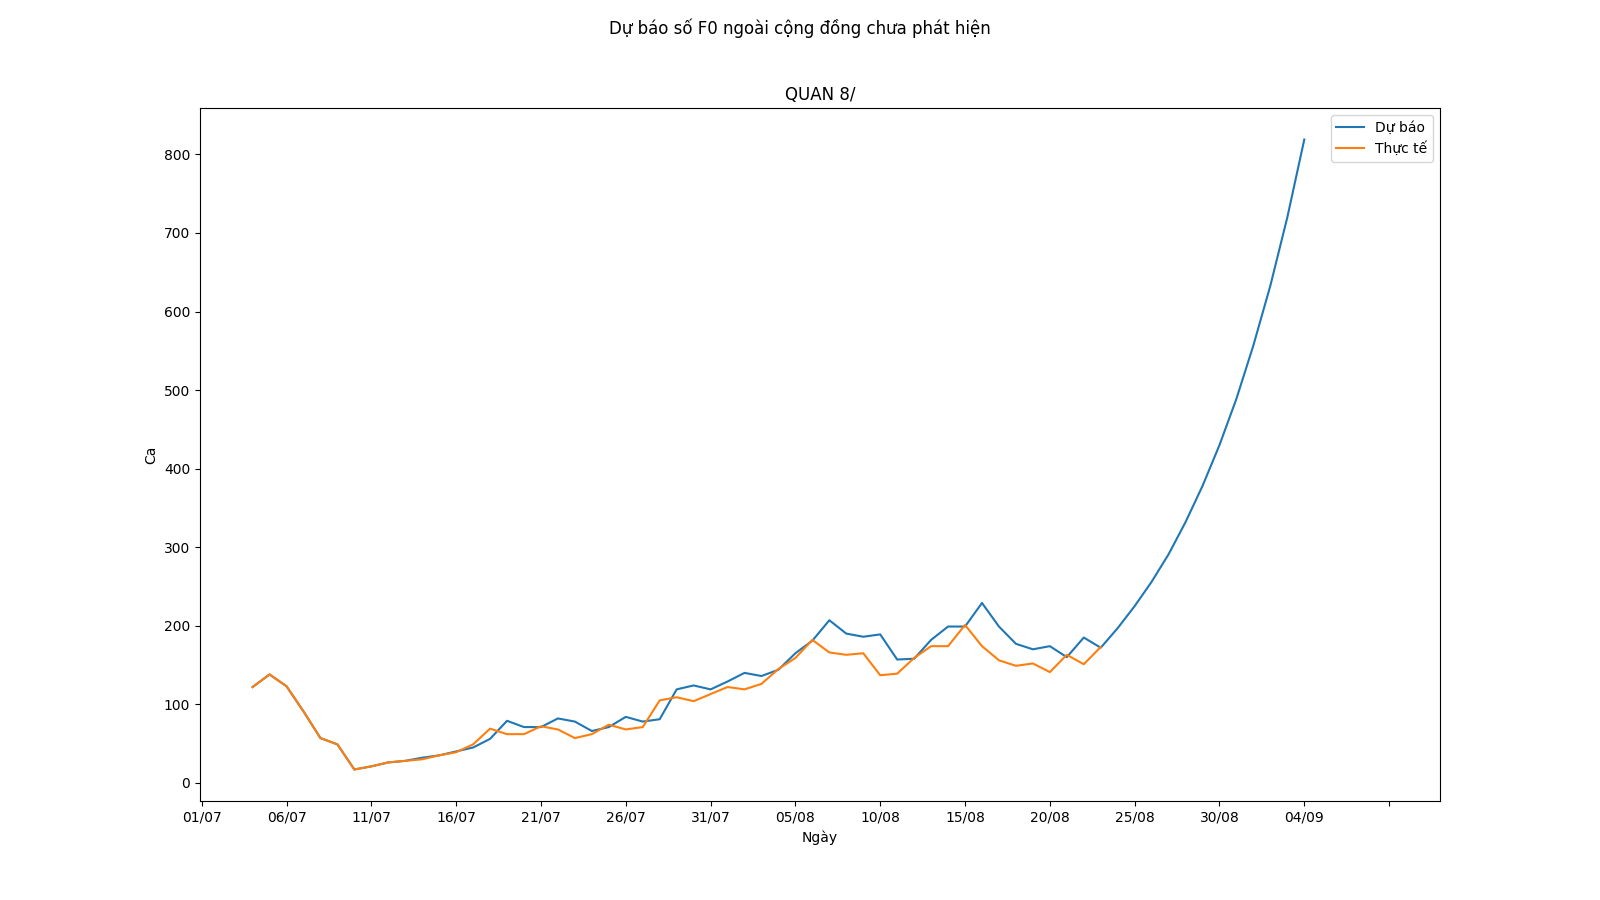 Dự báo số F0 ngoài cộng đồng chưa phát hiện
QUAN 8/
Dự báo
Thực tế
800
700
600
500
400
300
200
100
0
Ca
01/07 06/07 11/07 16/07 21/07 26/07 31/07 05/08 10/08 15/08 20/08 25/08 30/08 04/09
Ngày